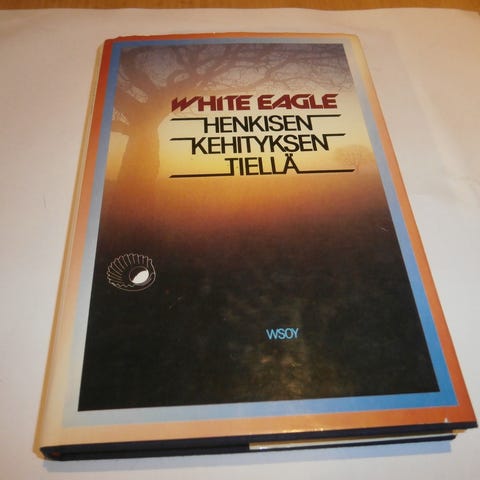 WHITE EAGLE
HENKISEN
KEHITYKSEN
TIELLÄ
WSOY